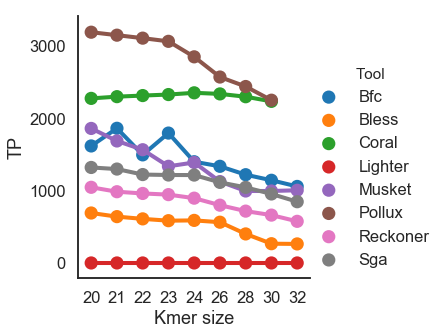 3000
2000
1000
0
TP
20 21 22 23 24 26 28 30 32
Kmer size
Tool
Bfc
Bless
Coral
Lighter
Musket
Pollux
Reckoner
Sga